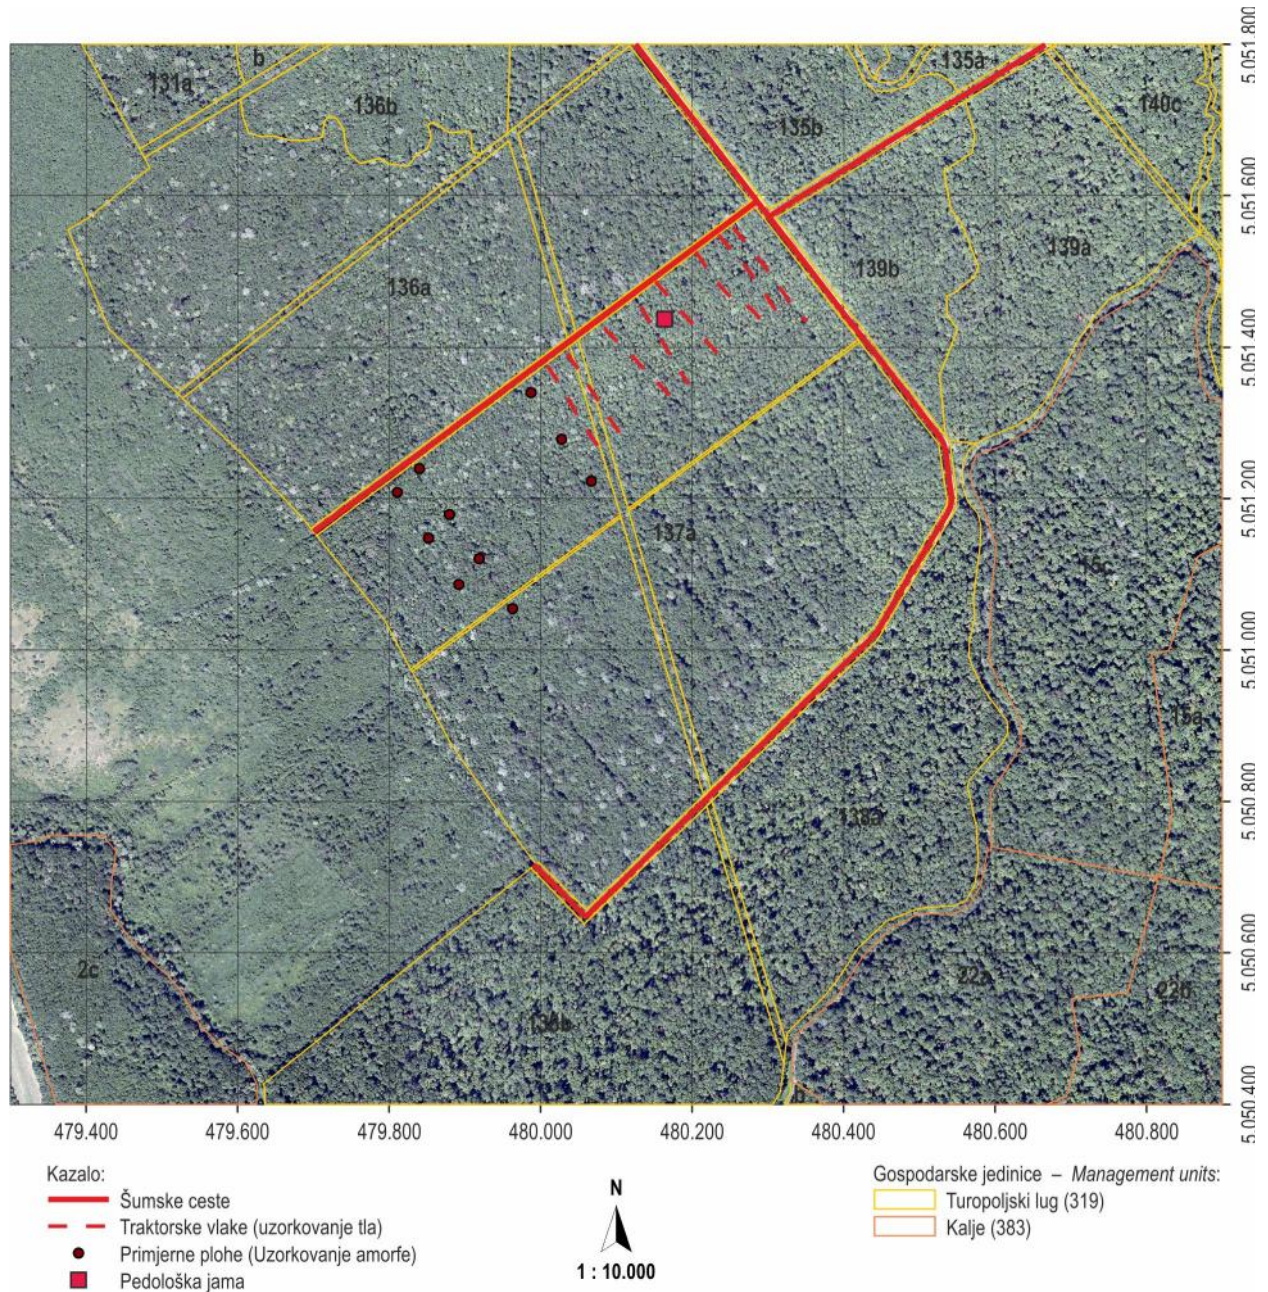 b
131a
136b
135a
135b
140c
139a
139b
136a
137a
15c
15a
138a
2c
22a
22b
138b
b
5.051.800
5.051.600
5.051.400
5.051.200
5.051.000
5.050.800
5.050.600
5.050.400
479.400 479.600 479.800 480.000 480.200 480.400 480.600 480.800
Kazalo:
Šumske ceste
Traktorske vlake (uzorkovanje tla)
Primjerne plohe (Uzorkovanje amorfe)
Pedološka jama
N
1 : 10.000
Gospodarske jedinice – Management units:
Turopoljski lug (319)
Kalje (383)